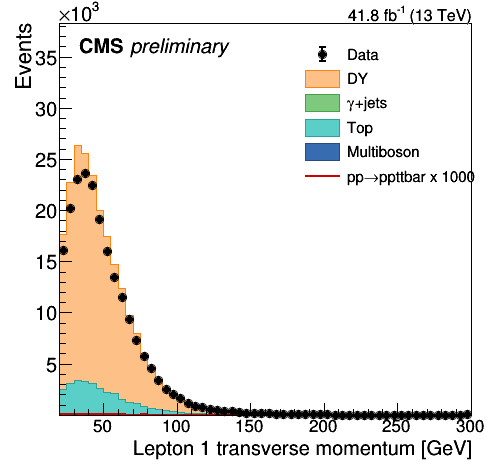 ×10³
41.8 fb⁻¹ (13 TeV)
CMS preliminary
Events
35
30
25
20
15
10
5
Data
DY
γ+jets
Top
Multiboson
pp→ppttbar x 1000
50
100
150
200
250
300
Lepton 1 transverse momentum [GeV]